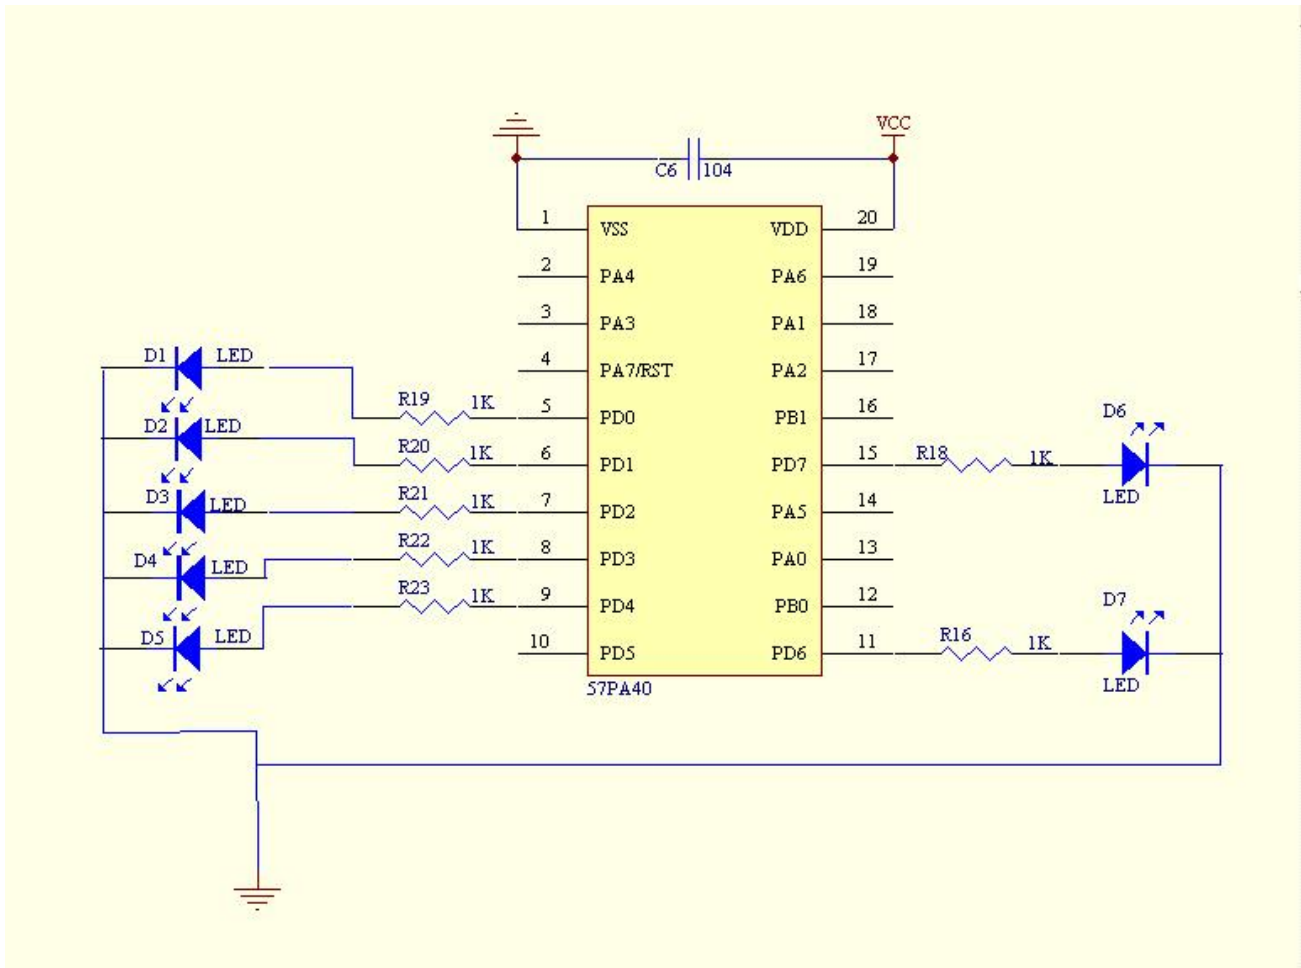 VCC
C6 104
1 VSS VDD 20
2 PA4 PA6 19
3 PA3 PA1 18
4 PA7/RST PA2 17
D1 LED
R19 1K 5 PD0 PB1 16
D6
D2 LED
R20 1K 6 PD1 PD7 15 R18 1K
LED
D3 LED
R21 1K 7 PD2 PA5 14
D4 LED
R22 1K 8 PD3 PA0 13
R23 1K 9 PD4 PB0 12
D7
D5 LED
10 PD5 PD6 11 R16 1K
LED
57PA40